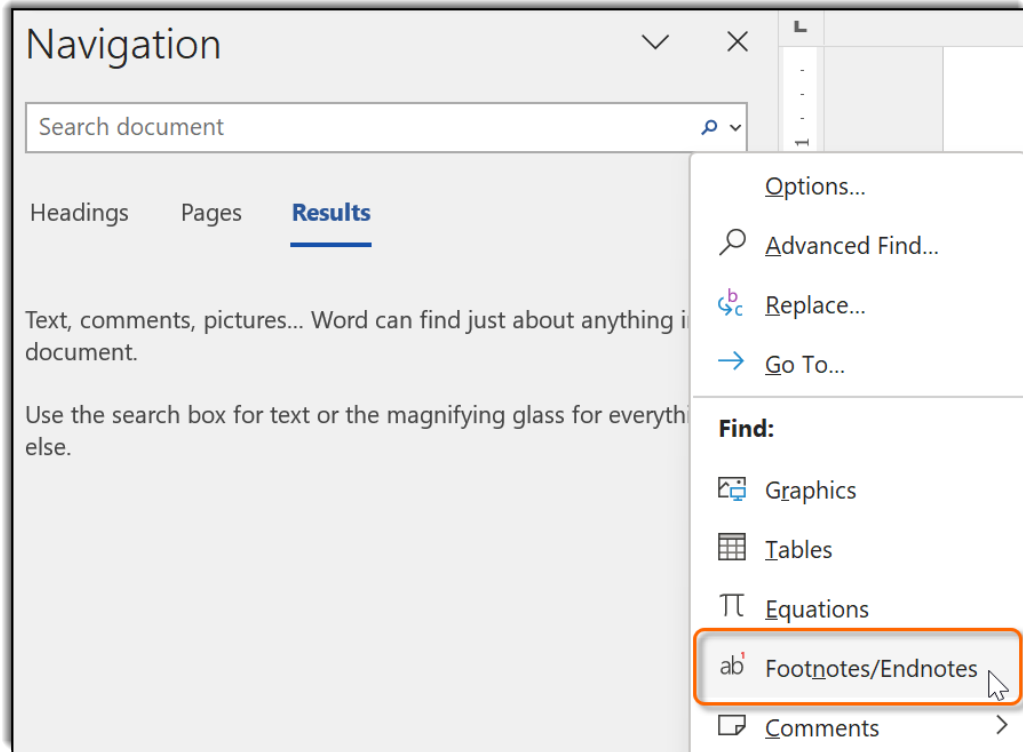 Navigation
Search document
Headings Pages Results
Text, comments, pictures... Word can find just about anything
document.
Use the search box for text or the magnifying glass for
else.
Options...
Advanced Find...
Replace...
Go To...
Find:
Graphics
Tables
Equations
Footnotes/Endnotes
Comments